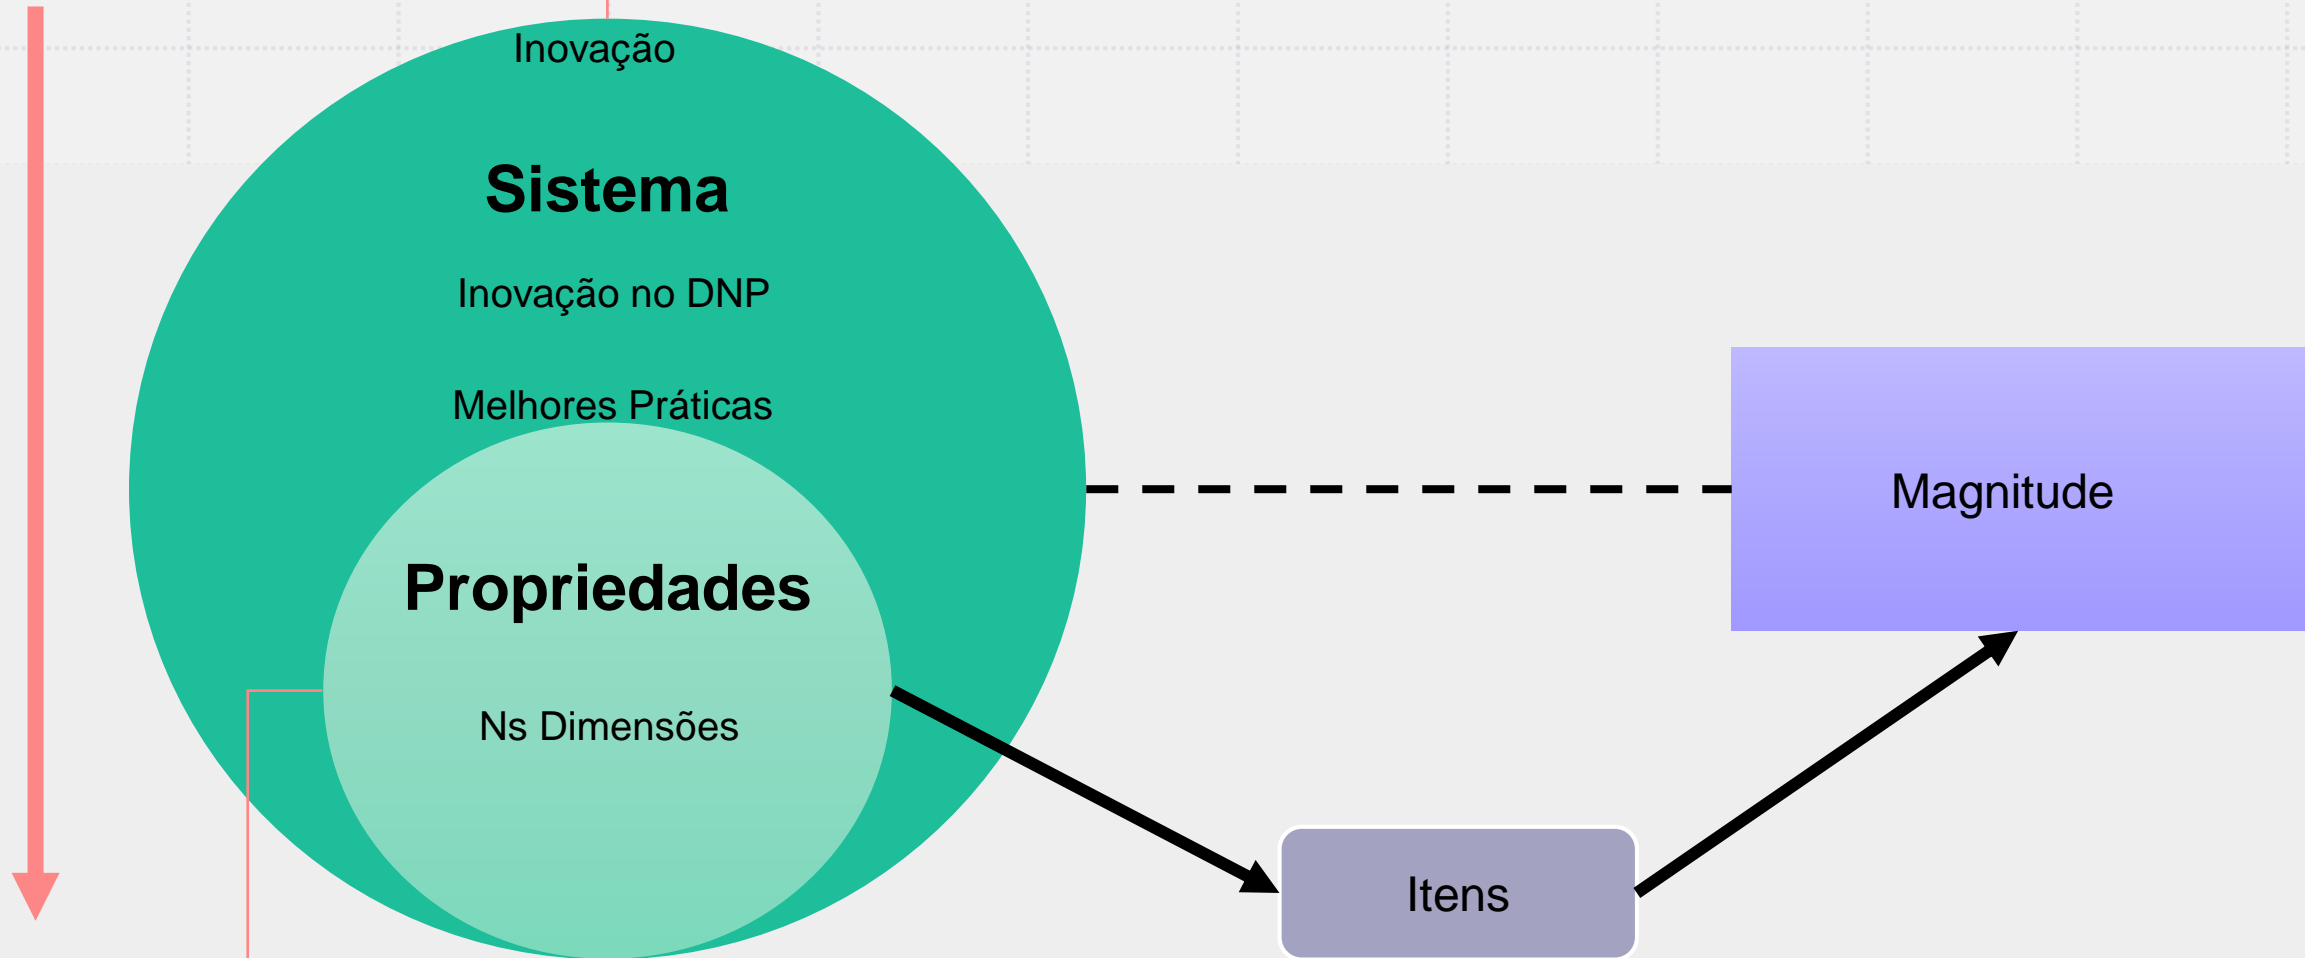 Inovação
Sistema
Inovação no DNP
Melhores Práticas
Magnitude
Propriedades
Ns Dimensões
Itens